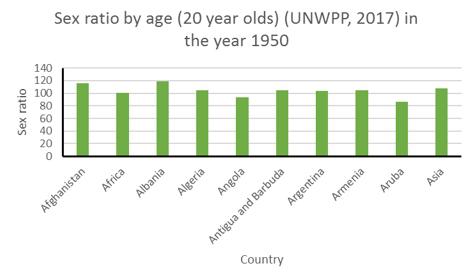 Sex ratio by age (20 year olds) (UNWPP, 2017) in
the year 1950
Sex ratio
140
120
100
80
60
40
20
0
Afghanistan
Africa
Albania
Algeria
Angola
Antigua and Barbuda
Argentina
Armenia
Aruba
Asia
Country